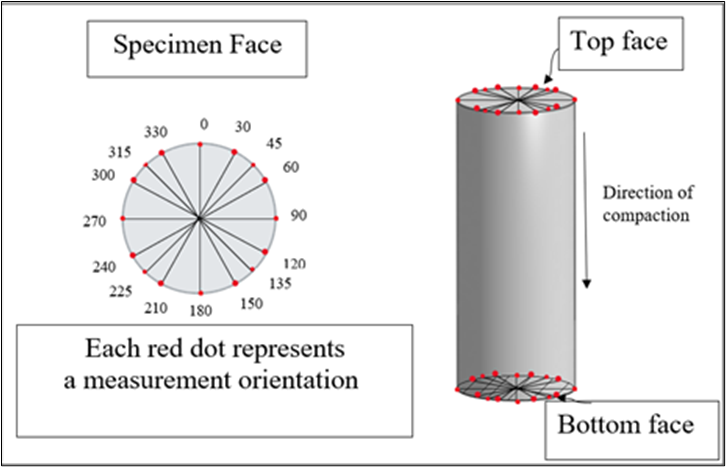 Specimen Face
Top face
0
330
30
315
45
300
60
270
90
240
120
225
135
210
150
180
Direction of
compaction
Each red dot represents
a measurement orientation
Bottom face